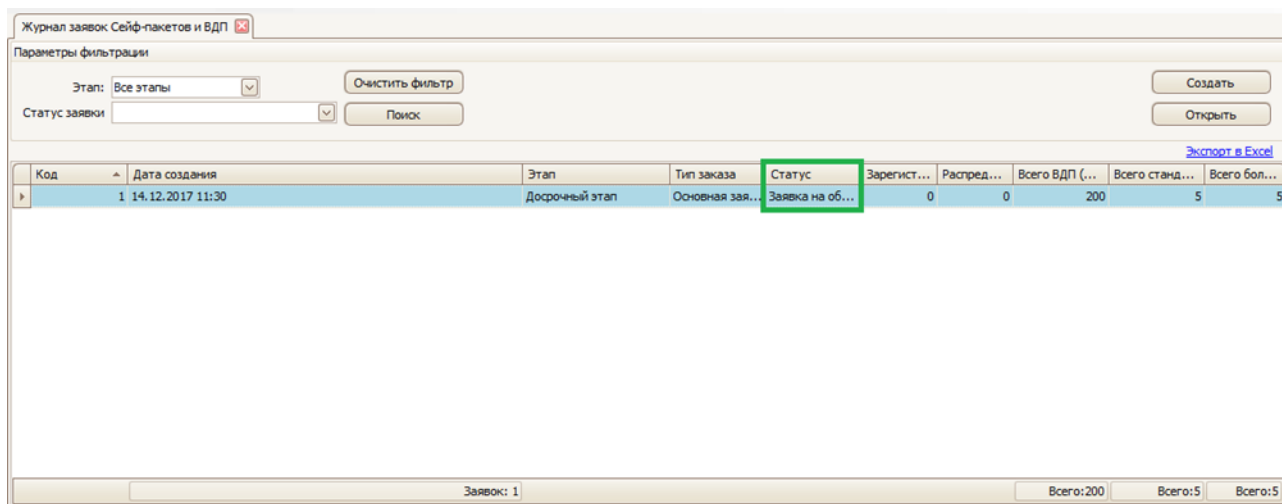 Журнал заявок Сейф-пакетов и ВДП
Параметры фильтрации
Этап: Все этапы Очистить фильтр Создать
Статус заявки Поиск Открыть
Экспорт в Excel
Код Дата создания Этап Тип заказа Статус Зарегист... Распред... Всего ВДП (... Всего станд... Всего бол...
1 14.12.2017 11:30 Досрочный этап Основная зая... Заявка на об... 0 0 200 5 5
Заявок: 1 Всего:200 Всего:5 Всего:5